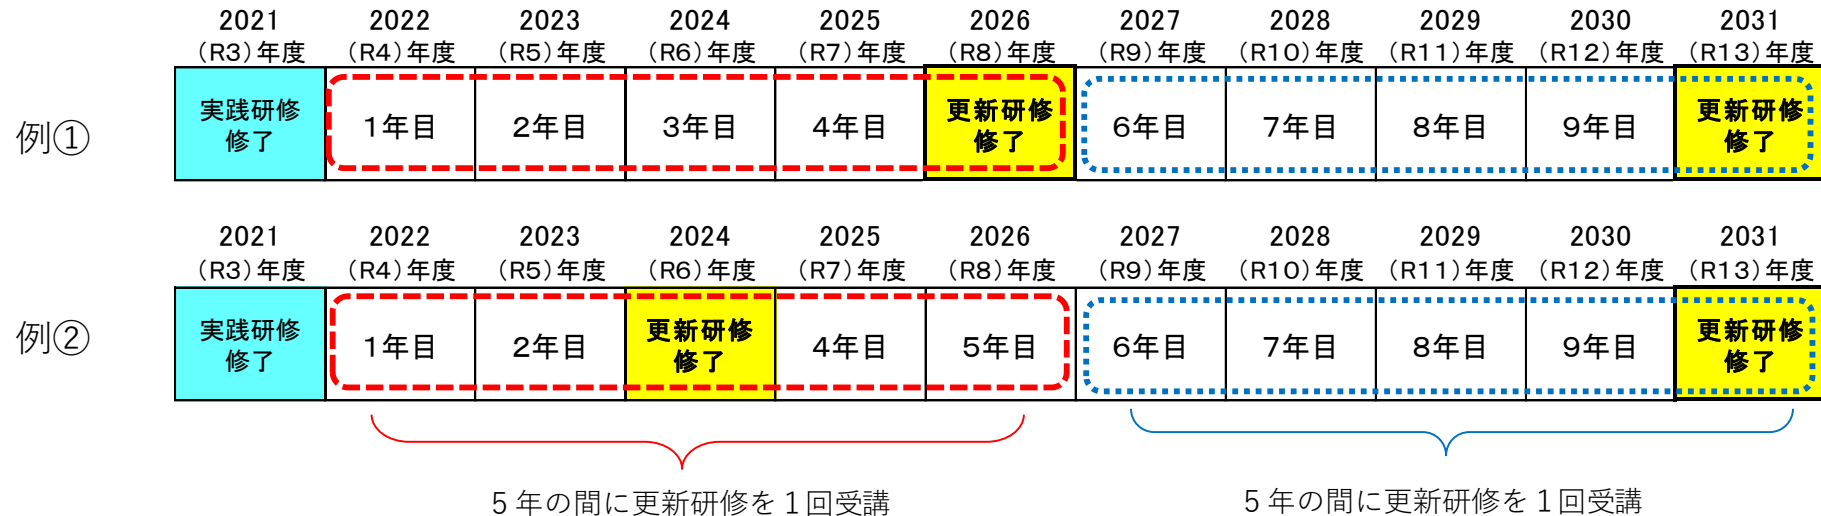 2021 2022 2023 2024 2025 2026 2027 2028 2029 2030 2031
（R3）年度 （R4）年度 （R5）年度 （R6）年度 （R7）年度 （R8）年度 （R9）年度 （R10）年度 （R11）年度 （R12）年度 （R13）年度
例①
実践研修
修了
1年目 2年目 3年目 4年目
更新研修
修了
6年目 7年目 8年目 9年目
更新研修
修了
2021 2022 2023 2024 2025 2026 2027 2028 2029 2030 2031
（R3）年度 （R4）年度 （R5）年度 （R6）年度 （R7）年度 （R8）年度 （R9）年度 （R10）年度 （R11）年度 （R12）年度 （R13）年度
例②
実践研修
修了
1年目 2年目
更新研修
修了
4年目 5年目 6年目 7年目 8年目 9年目
更新研修
修了
５年の間に更新研修を１回受講
５年の間に更新研修を１回受講